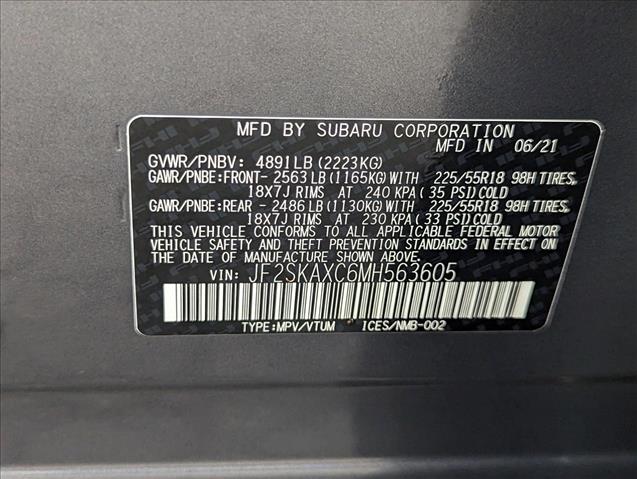 MFD BY SUBARU CORPORATION
MFD IN 06/21
GVWR/PNBV: 4891LB(2223KG)
GAWR/PNBE:FRONT- 2563LB(1165KG)WITH 225/55R18 98H TIRES,
18X7J RIMS AT 240 KPA( 35 PSI)COLD
GAWR/PNBE:REAR - 2486LB(1130KG)WITH 225/55R18 98H TIRES,
18X7J RIMS AT 230 KPA( 33 PSI)COLD
THIS VEHICLE CONFORMS TO ALL APPLICABLE FEDERAL MOTOR
VEHICLE SAFETY AND THEFT PREVENTION STANDARDS IN EFFECT
ON THE DATE OF MANUFACTURE SHOWN ABOVE.
VIN: JF2SKAXC6MH563605
TYPE:MPV/VTUM ICES/NMB-002